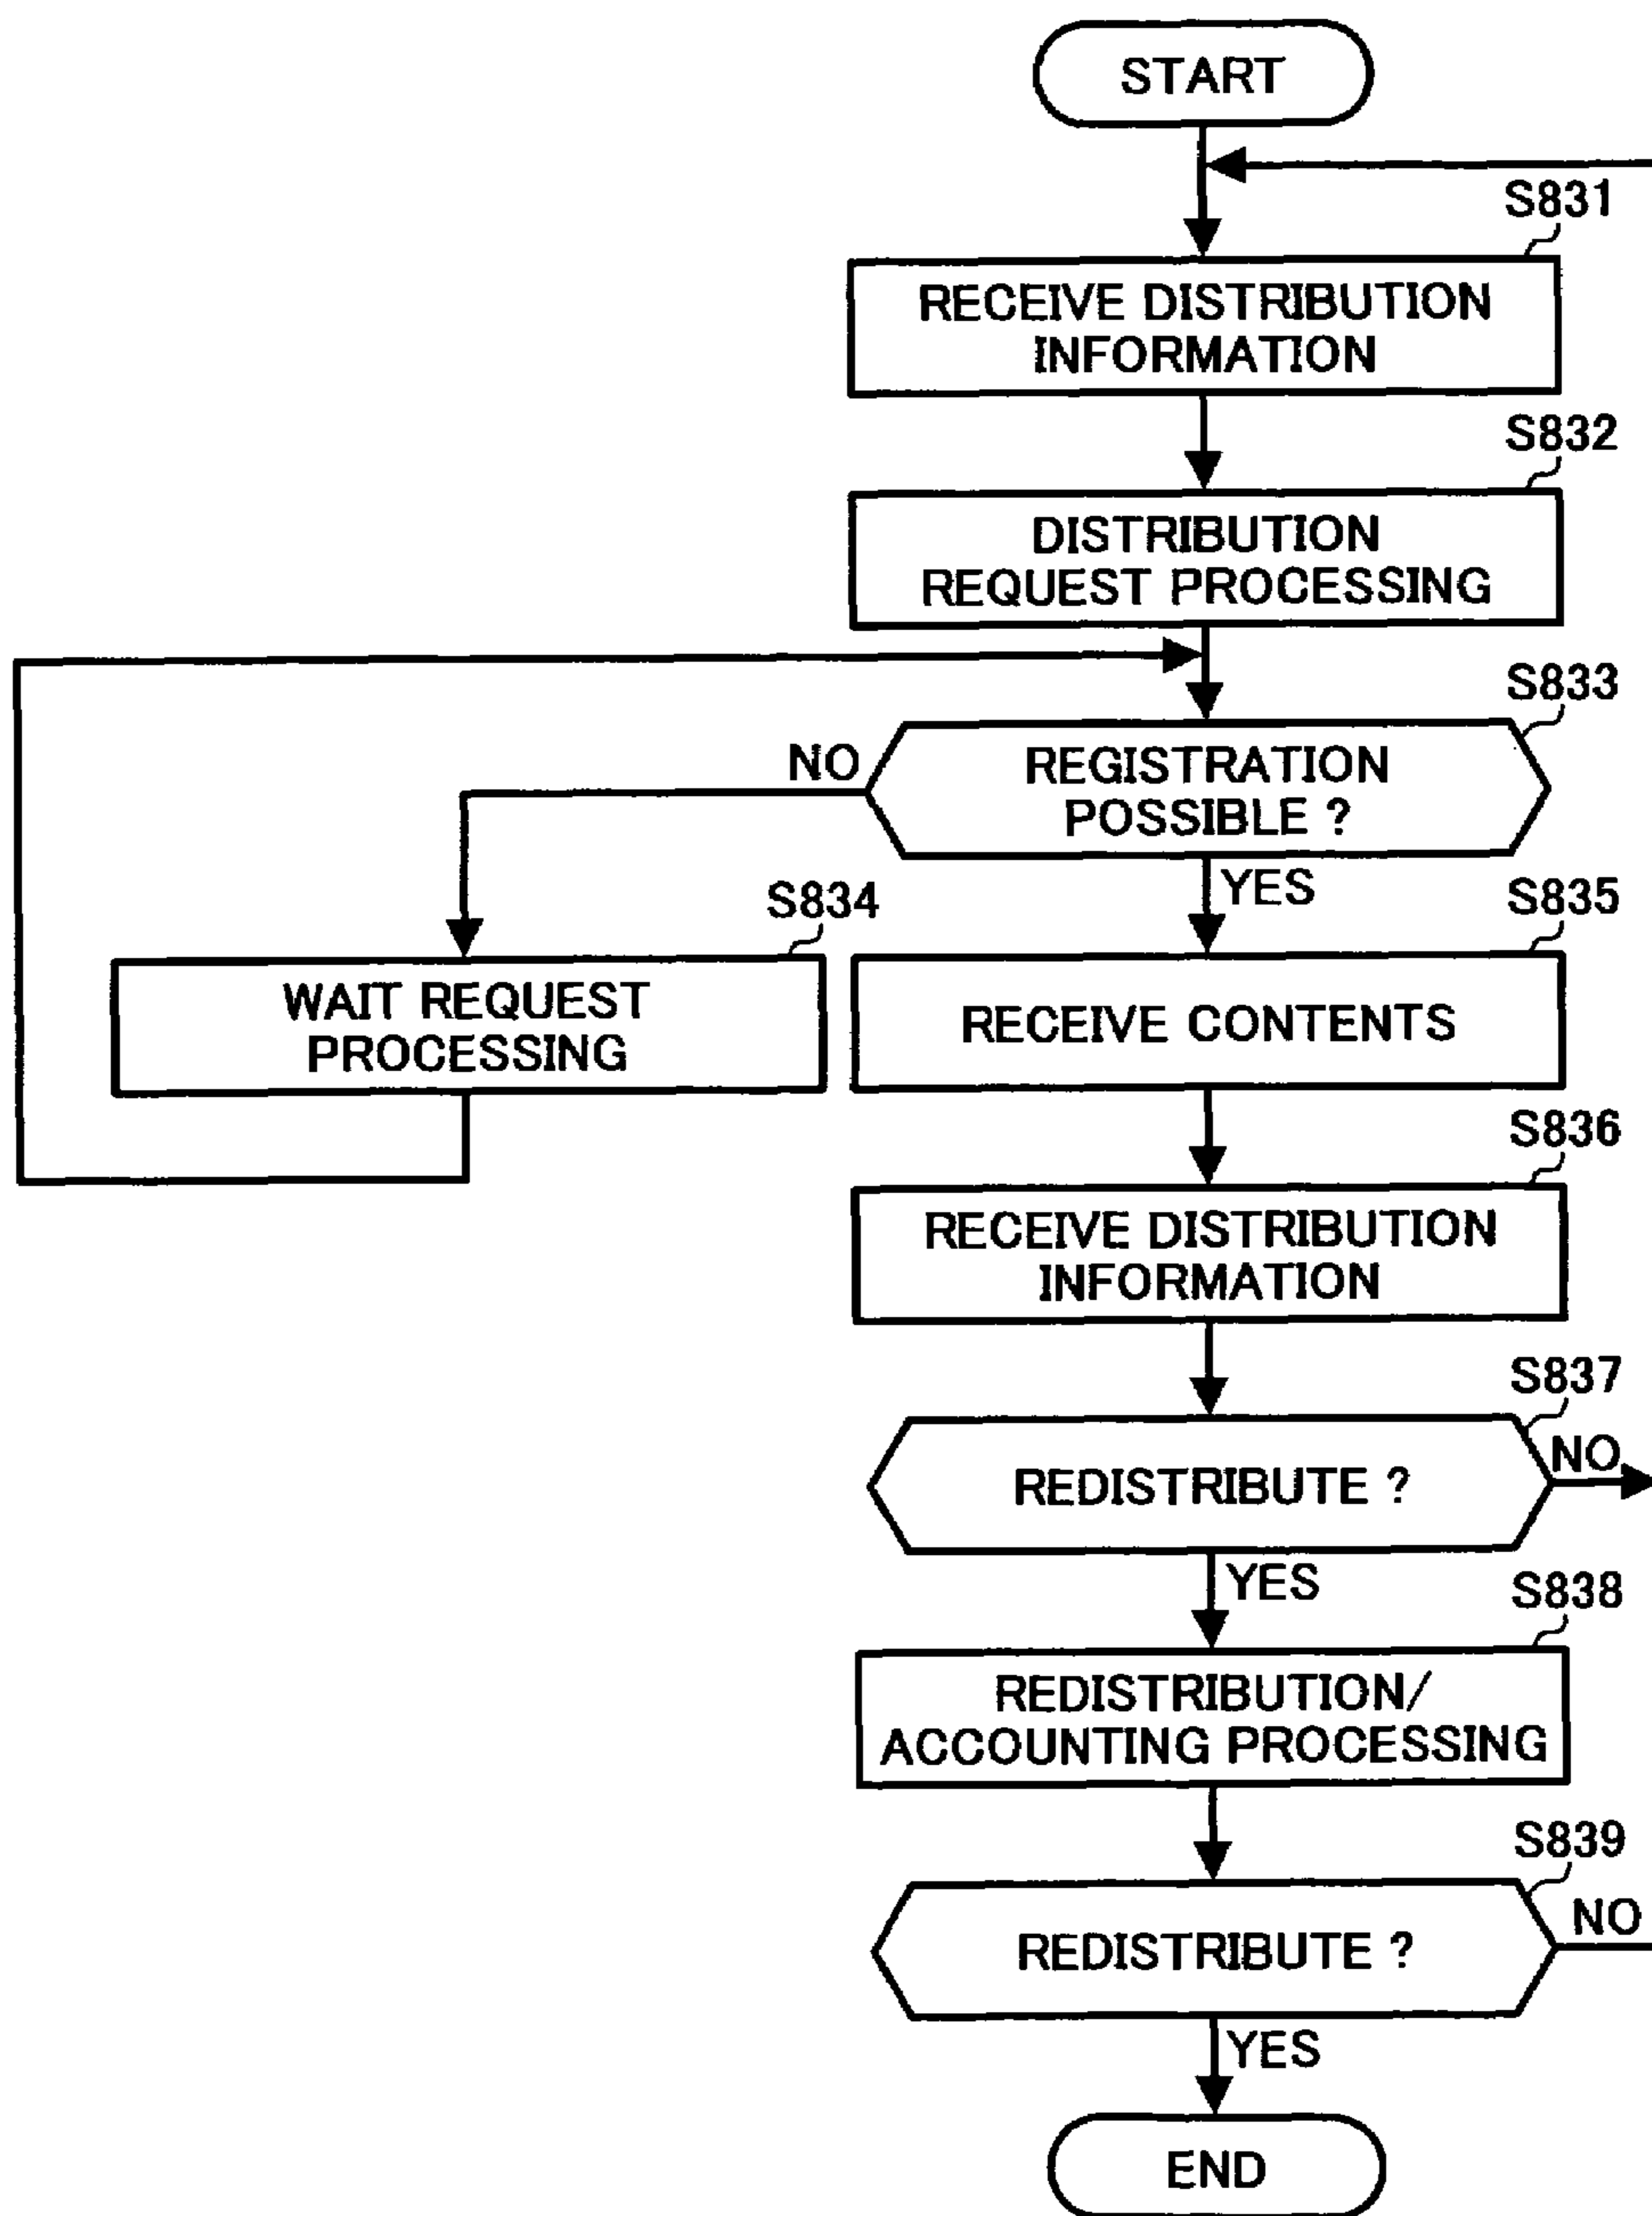 START
S831
RECEIVE DISTRIBUTION
INFORMATION
S832
DISTRIBUTION
REQUEST PROCESSING
S833
REGISTRATION
POSSIBLE ?
NO
YES
S834
WAIT REQUEST
PROCESSING
S835
RECEIVE CONTENTS
S836
RECEIVE DISTRIBUTION
INFORMATION
S837
REDISTRIBUTE ?
NO
YES
S838
REDISTRIBUTION/
ACCOUNTING PROCESSING
S839
REDISTRIBUTE ?
NO
YES
END